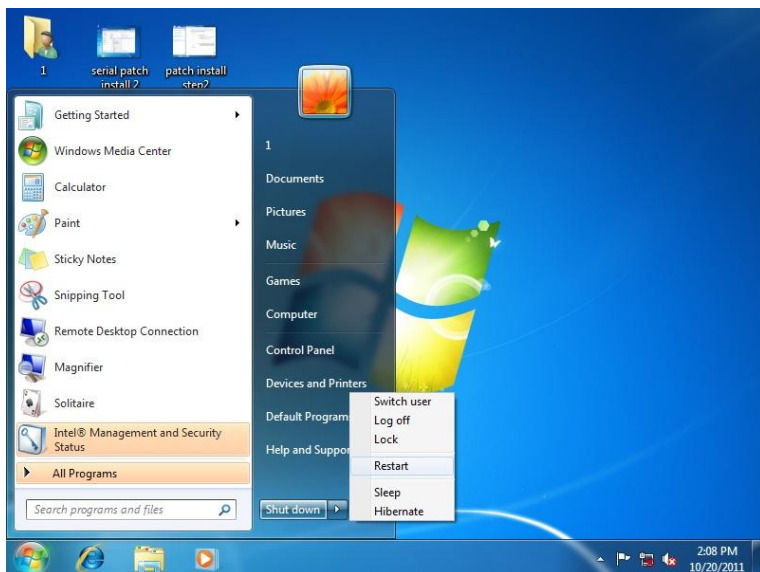 1
serial patch
install 2
patch install
step2
Getting Started
Windows Media Center
Calculator
Paint
Sticky Notes
Snipping Tool
Remote Desktop Connection
Magnifier
Solitaire
Intel® Management and Security
Status
All Programs
Search programs and files
1
Documents
Pictures
Music
Games
Computer
Control Panel
Devices and Printers
Default Program
Help and Suppor
Shut down
Switch user
Log off
Lock
Restart
Sleep
Hibernate
2:08 PM
10/20/2011